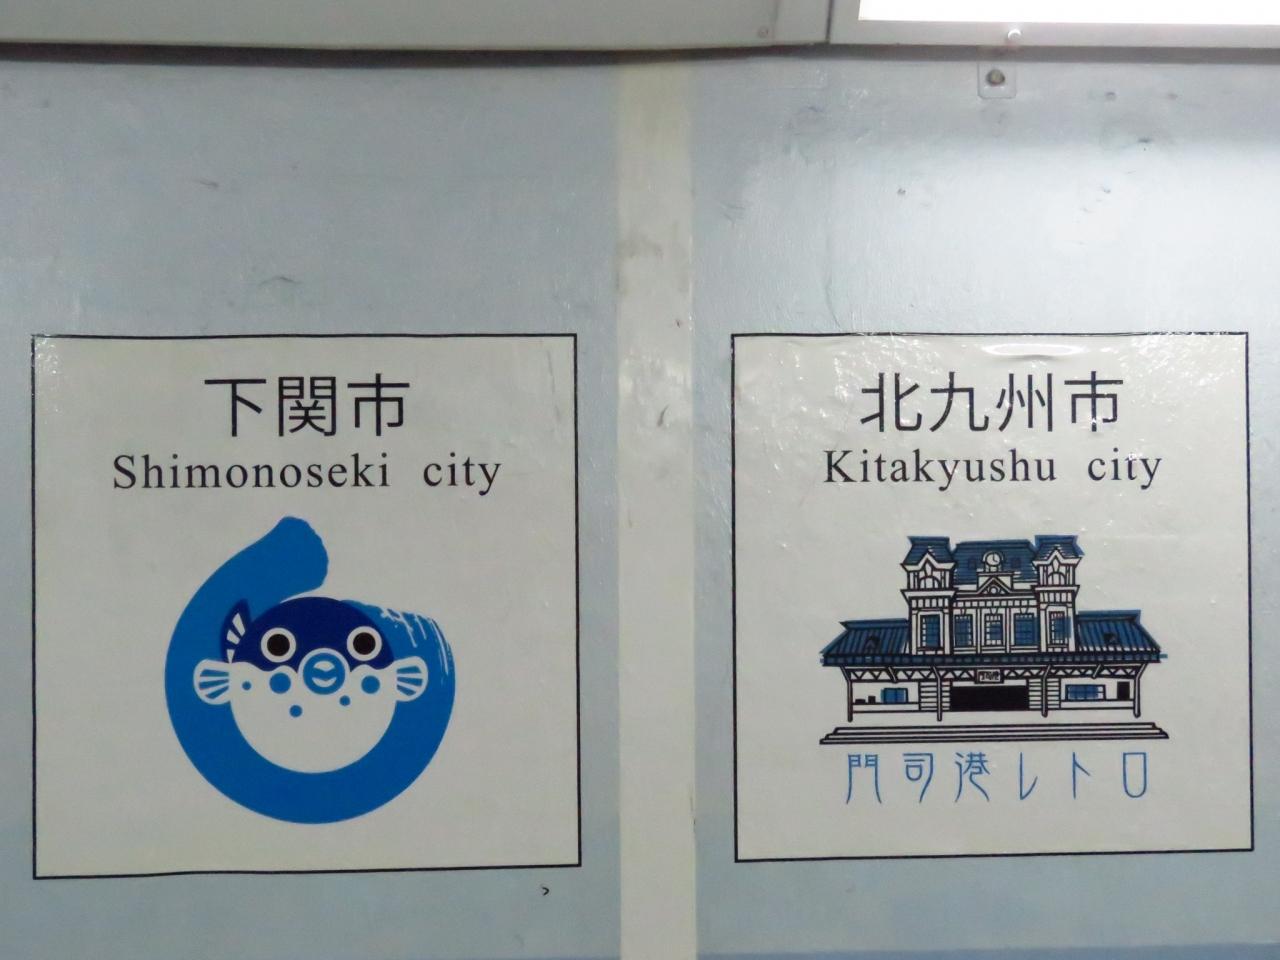 下関市
Shimonoseki city
北九州市
Kitakyushu city
門司港レトロ